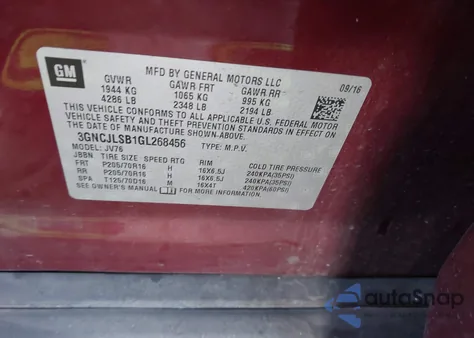 GM
MFD BY GENERAL MOTORS LLC 09/16
GVWR GAWR FRT GAWR RR
1944 KG 1065 KG 995 KG
4286 LB 2348 LB 2194 LB
THIS VEHICLE CONFORMS TO ALL APPLICABLE U.S. FEDERAL MOTOR
VEHICLE SAFETY AND THEFT PREVENTION STANDARDS IN EFFECT
ON THE DATE OF MANUFACTURE SHOWN ABOVE.
3GNCJLSB1GL268456 TYPE: M.P.V.
MODEL: JV76
JBBN TIRE SIZE SPEED RTG RIM COLD TIRE PRESSURE
FRT P205/70R16 H 16X6.5J 240KPA(35PSI)
RR P205/70R16 H 16X6.5J 240KPA(35PSI)
SPA T125/70D16 M 16X4T 420KPA(60PSI)
SEE OWNER'S MANUAL FOR MORE INFORMATION.
autoSnap